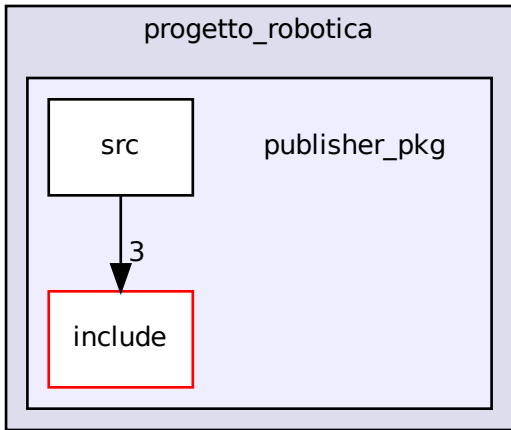 progetto_robotica
src
publisher_pkg
3
include